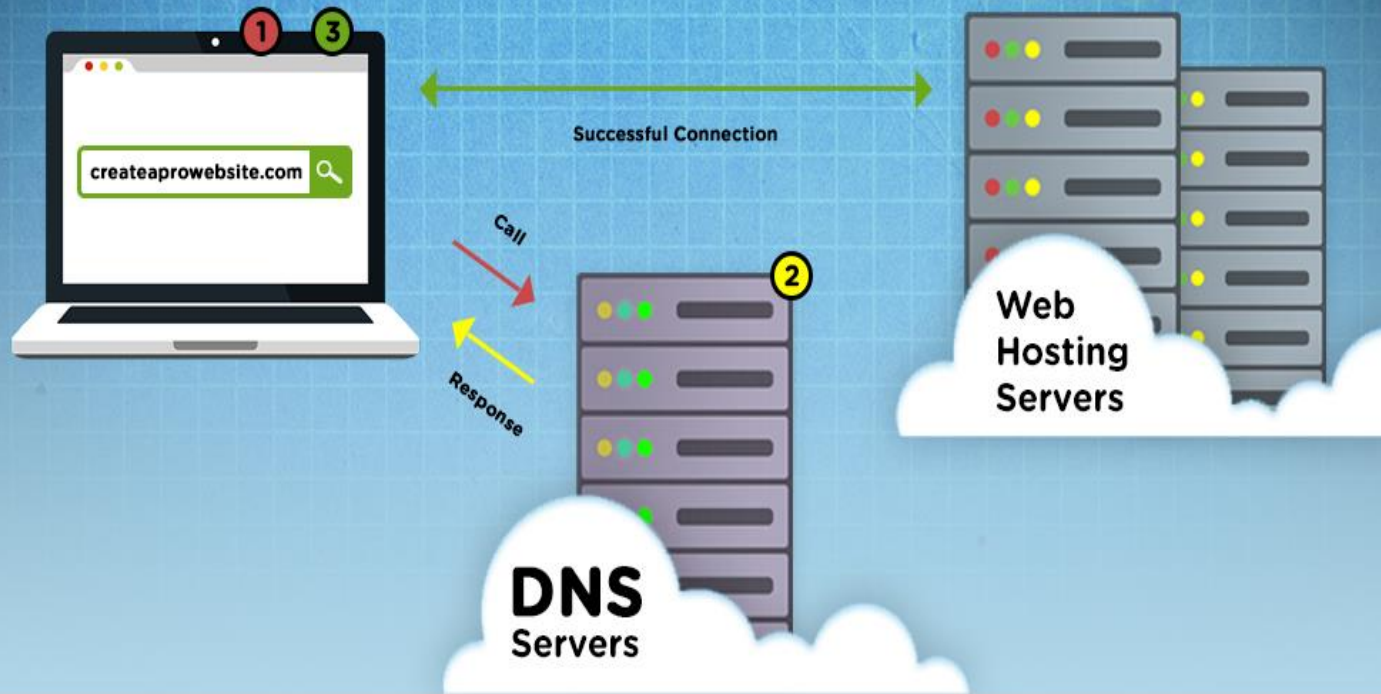 1
3
createaprowebsite.com
Successful Connection
Call
Response
2
Web
Hosting
Servers
DNS
Servers